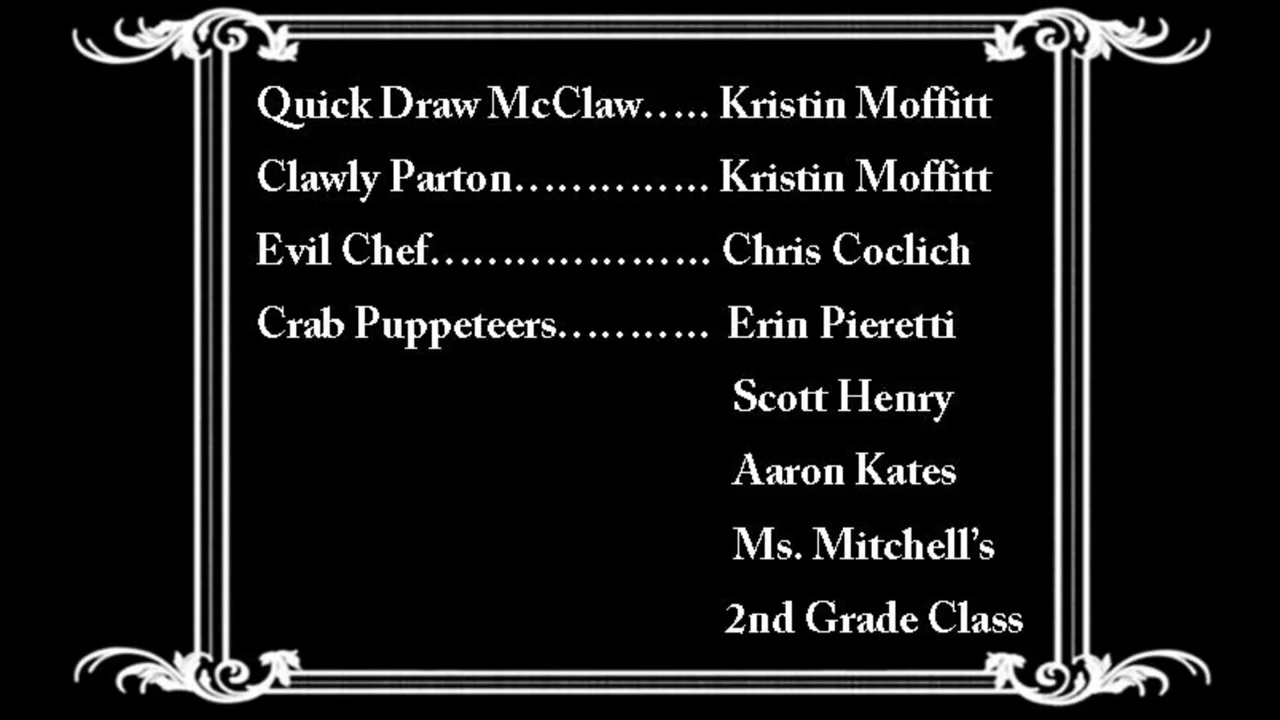 Quick Draw McClaw..... Kristin Moffitt
Clawly Parton............... Kristin Moffitt
Evil Chef..................... Chris Coclich
Crab Puppeteers........... Erin Pieretti
Scott Henry
Aaron Kates
Ms. Mitchell’s
2nd Grade Class